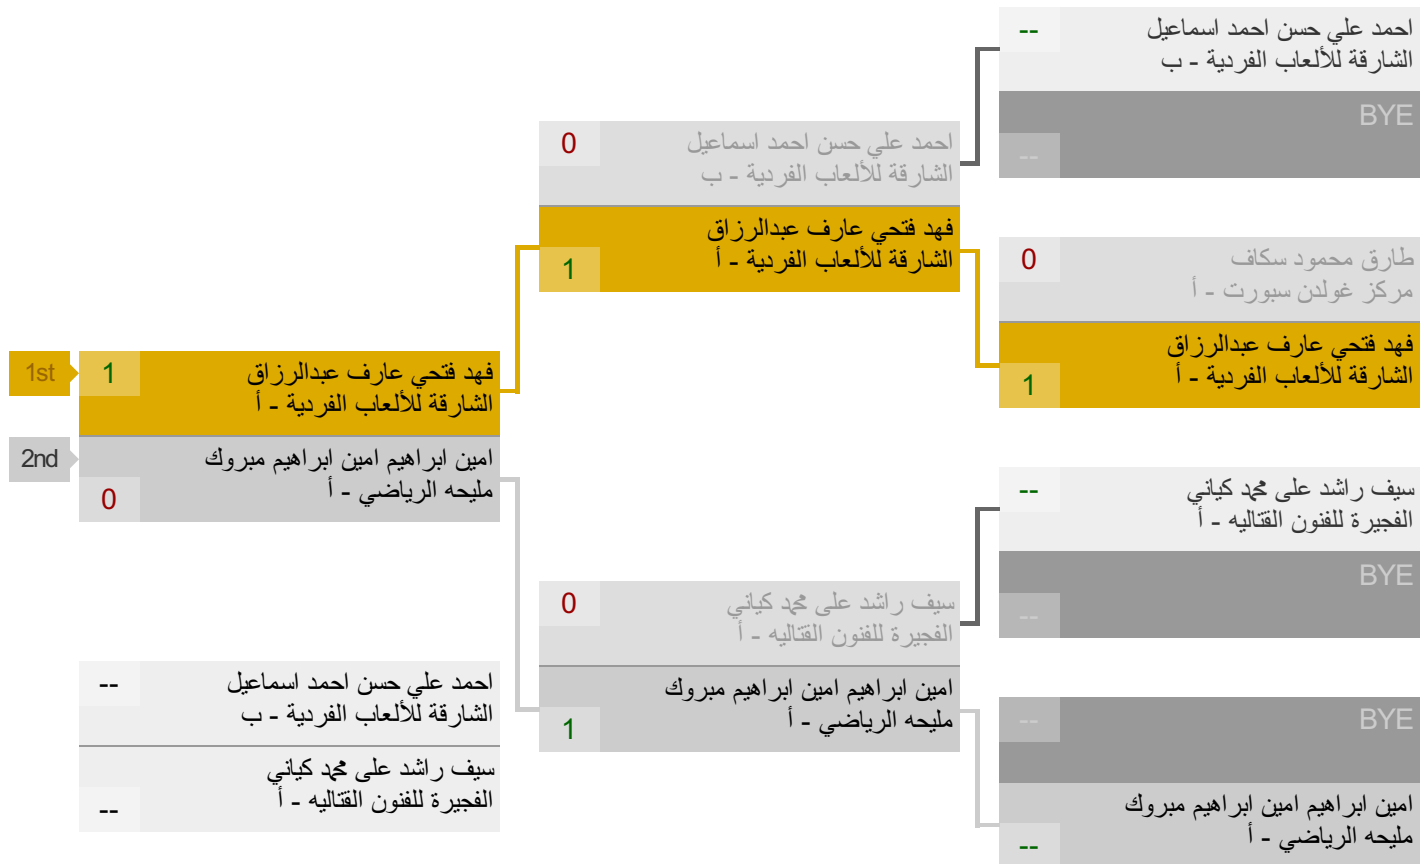 احمد علي حسن احمد اسماعيل
--
الشارقة للألعاب الفردية - ب
BYE
--
طارق محمود سكاف
0
مركز غولدن سبورت - أ
فهد فتحي عارف عبدالرزاق
الشارقة للألعاب الفردية - أ
1
سيف راشد على محمد كياني
--
الفجيرة للفنون القتاليه - أ
BYE
--
BYE
--
امين ابراهيم امين ابراهيم مبروك
مليحه الرياضي - أ
--
احمد علي حسن احمد اسماعيل
0
الشارقة للألعاب الفردية - ب
فهد فتحي عارف عبدالرزاق
الشارقة للألعاب الفردية - أ
1
سيف راشد على محمد كياني
0
الفجيرة للفنون القتاليه - أ
امين ابراهيم امين ابراهيم مبروك
مليحه الرياضي - أ
1
فهد فتحي عارف عبدالرزاق
1
1st
الشارقة للألعاب الفردية - أ
امين ابراهيم امين ابراهيم مبروك
2nd
مليحه الرياضي - أ
0
احمد علي حسن احمد اسماعيل
--
الشارقة للألعاب الفردية - ب
سيف راشد على محمد كياني
الفجيرة للفنون القتاليه - أ
--